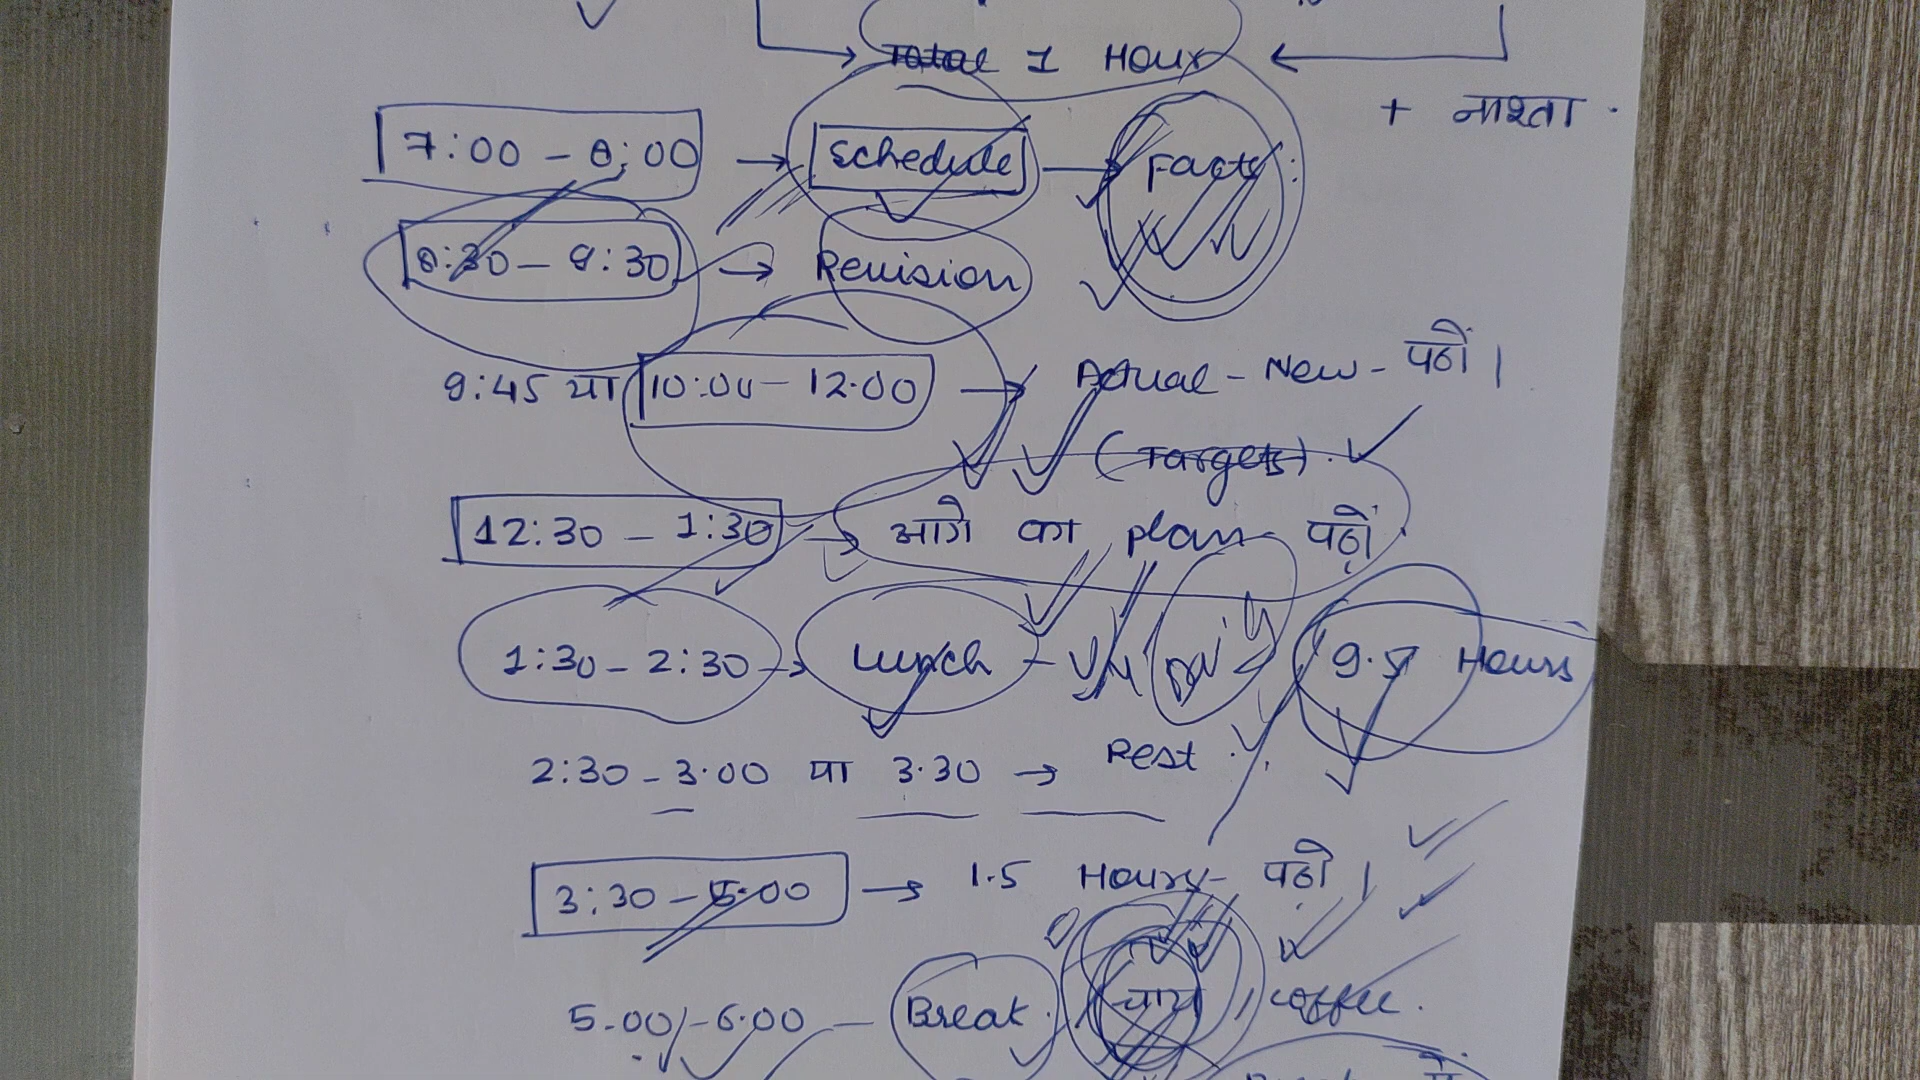 Total 1 Hour
+ नाश्ता .
7:00 – 8:00 → Schedule → Facts :
8:30 – 9:30 → Revision
9:45 या 10:00 – 12.00 → Actual - New - पढों ।
(Targets) .
12:30 – 1:30 → आगे का plan पढ़ों
1:30 – 2:30 → Lunch – 9.5 Hours
2:30 – 3.00 या 3.30 → Rest .
3:30 – 5.00 → 1.5 Hours - पढ़ों ।
5.00 – 6.00 — Break . चाय / coffee .